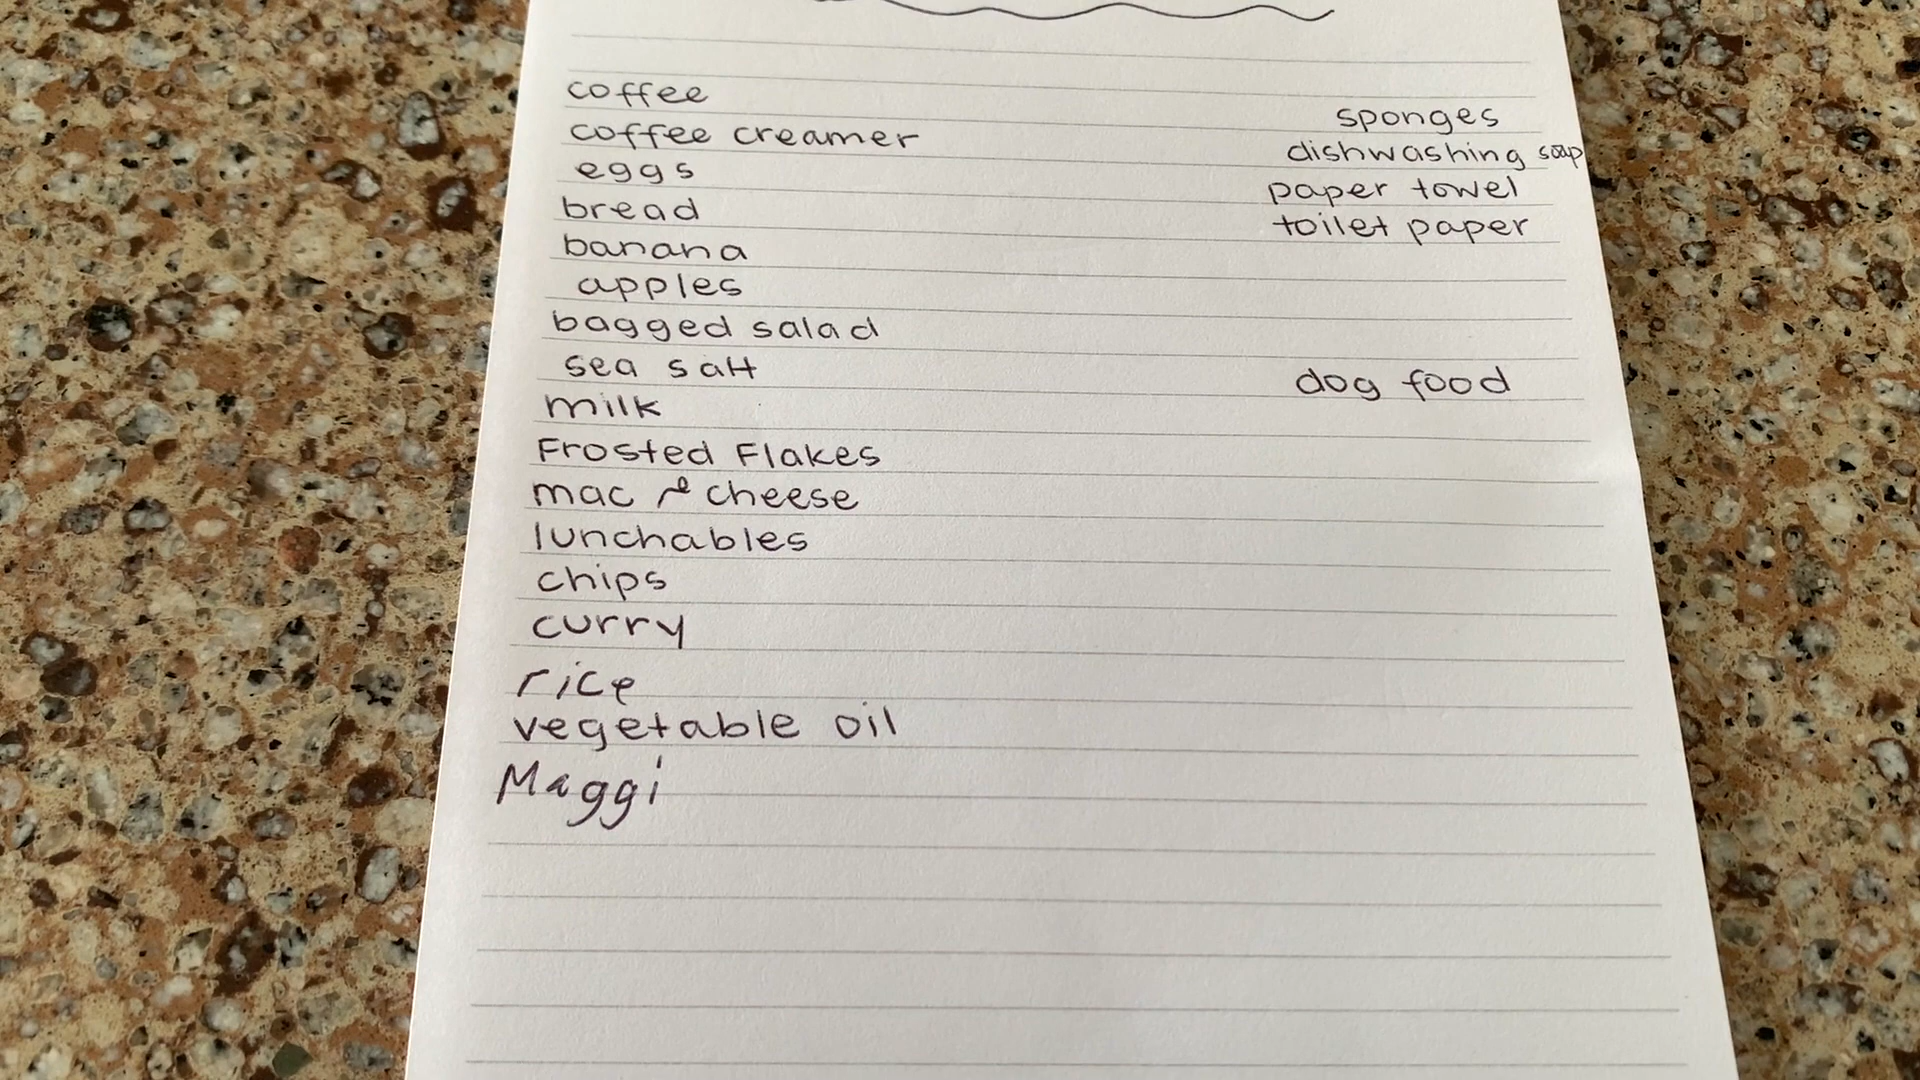 coffee
coffee creamer
eggs
bread
banana
apples
bagged salad
sea salt
milk
Frosted Flakes
mac & cheese
lunchables
chips
curry
rice
vegetable oil
Maggi
sponges
dishwashing soap
paper towel
toilet paper
dog food